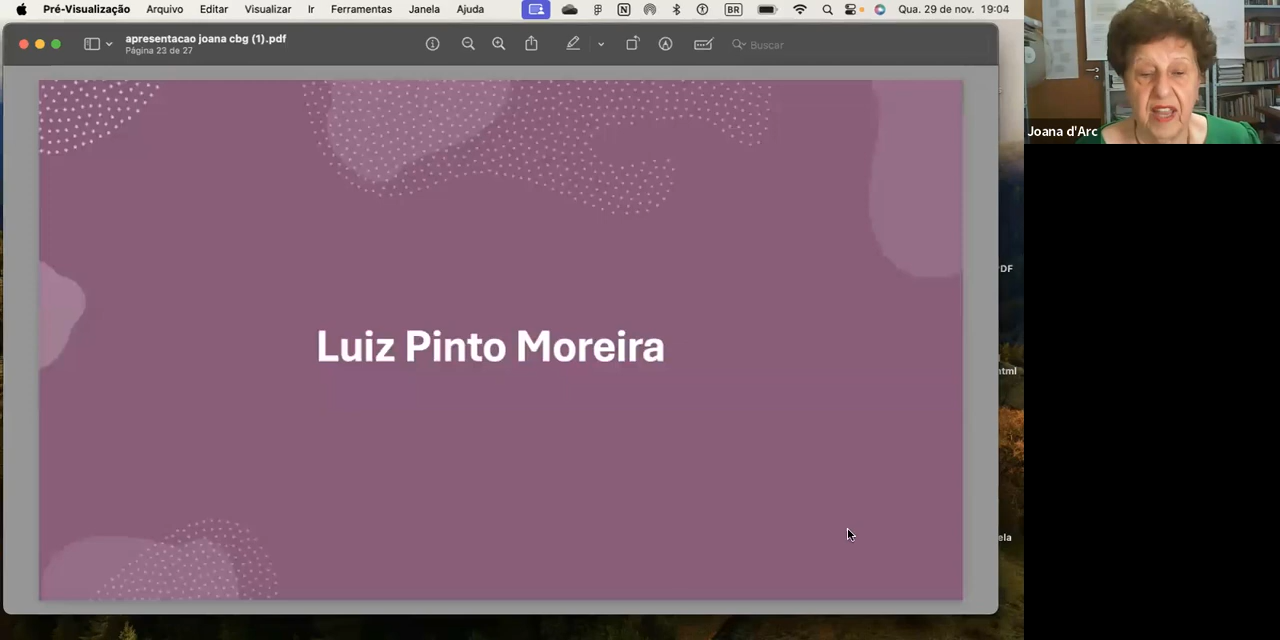 Pré-Visualização Arquivo Editar Visualizar Ir Ferramentas Janela Ajuda BR Qua. 29 de nov. 19:04
apresentacao joana cbg (1).pdf
Página 23 de 27
Buscar
Joana d'Arc
Luiz Pinto Moreira
DF
html
ela